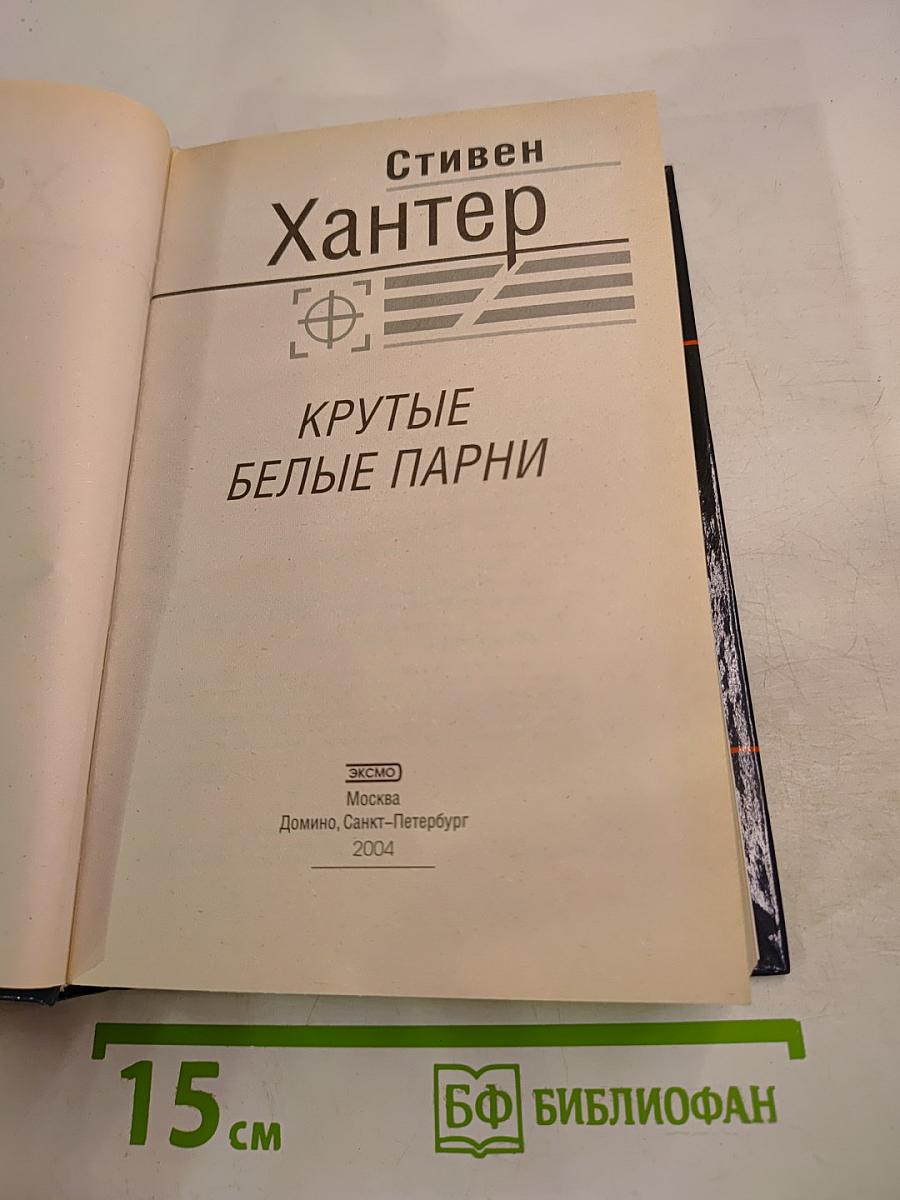 Стивен
Хантер
КРУТЫЕ
БЕЛЫЕ ПАРНИ
ЭКСМО
Москва
Домино, Санкт-Петербург
2004
15 см
БФ БИБЛИОФАН